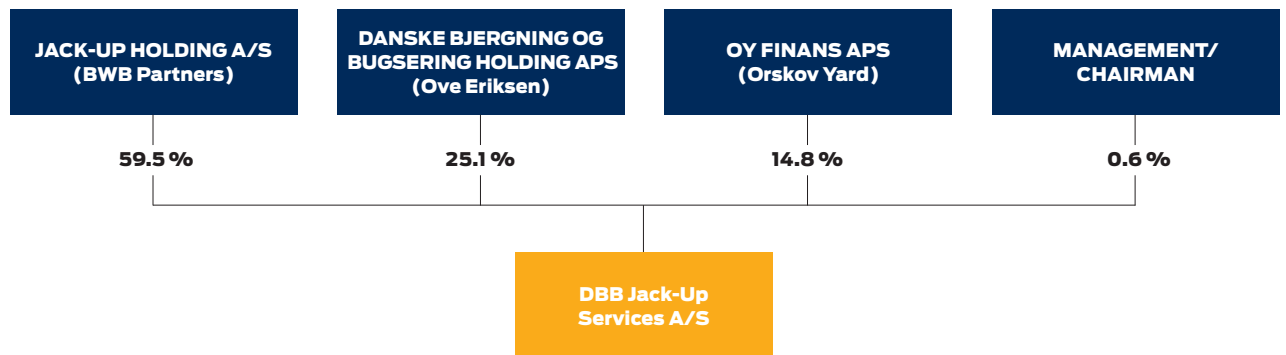 JACK-UP HOLDING A/S
(BWB Partners)
DANSKE BJERGNING OG
BUGSERING HOLDING APS
(Ove Eriksen)
OY FINANS APS
(Orskov Yard)
MANAGEMENT/
CHAIRMAN
59.5 %
25.1 %
14.8 %
0.6 %
DBB Jack-Up
Services A/S